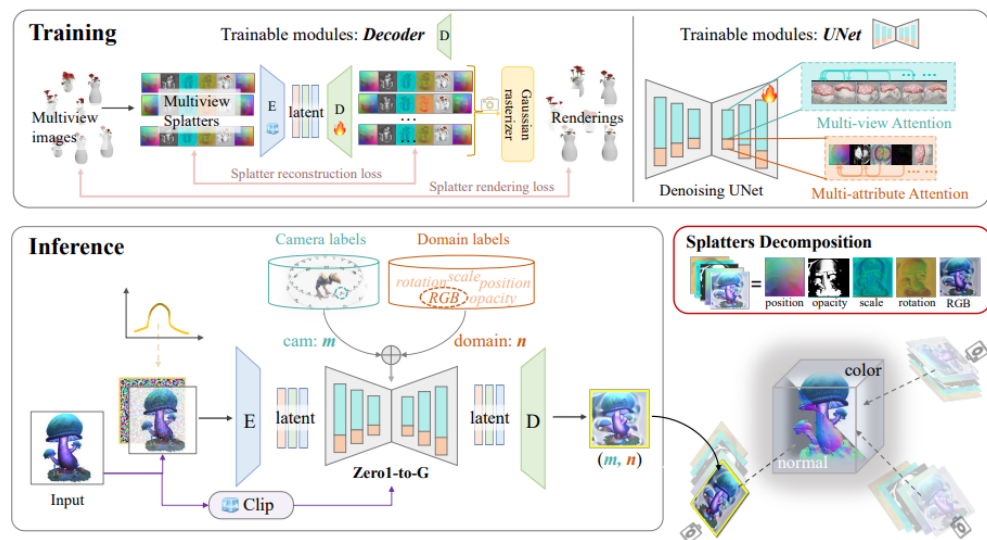 Training
Trainable modules: Decoder
D
Trainable modules: UNet
Multiview
images
Multiview
Splatters
E
latent
D
...
Gaussian
rasterizer
Renderings
Splatter reconstruction loss
Splatter rendering loss
Denoising UNet
Multi-view Attention
Multi-attribute Attention
Inference
Camera labels
Domain labels
rotation scale position
RGB opacity
cam: m
domain: n
E
latent
latent
D
Zero1-to-G
(m, n)
Input
Clip
Splatters Decomposition
=
position
opacity
scale
rotation
RGB
color
normal